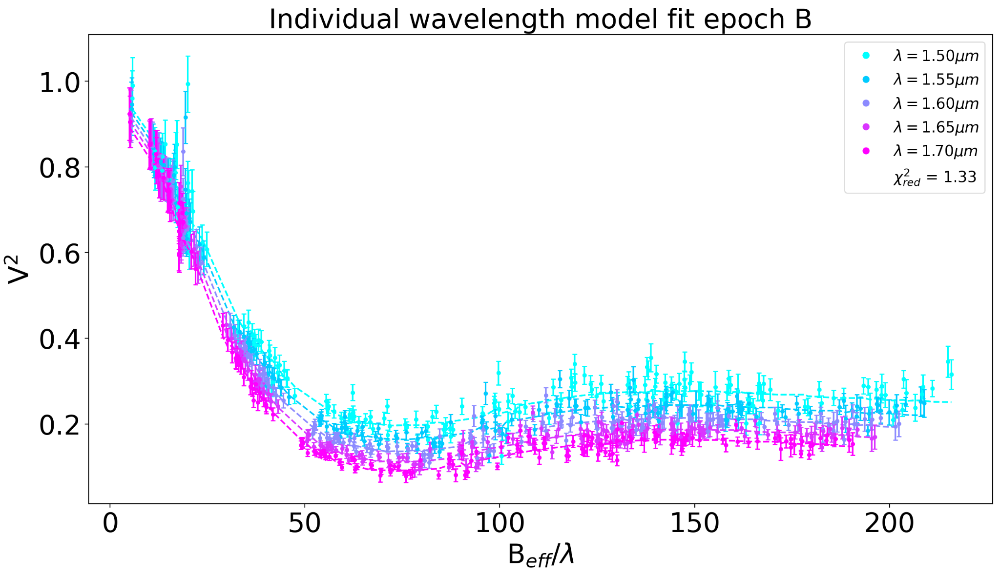 Individual wavelength model fit epoch B
λ = 1.50μm
λ = 1.55μm
λ = 1.60μm
λ = 1.65μm
λ = 1.70μm
χ²red = 1.33
V²
1.0
0.8
0.6
0.4
0.2
0 50 100 150 200
Beff/λ